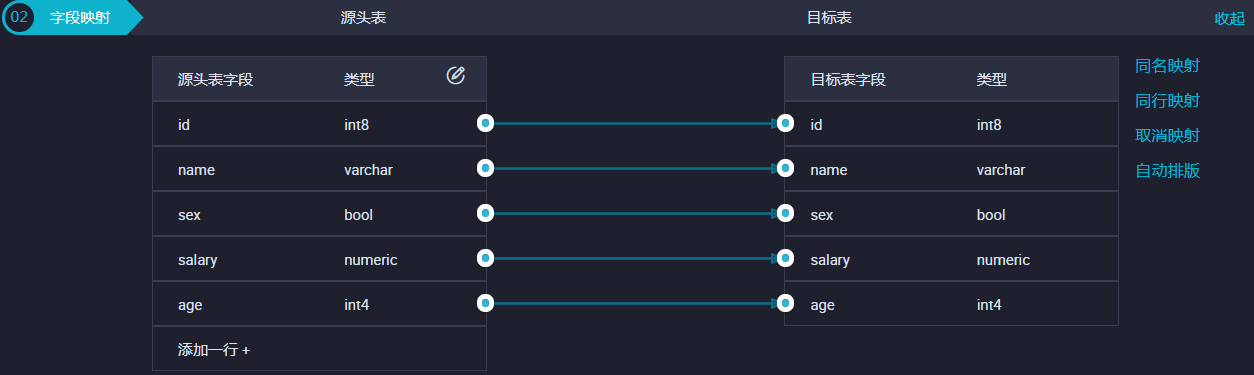 02 字段映射 源头表 目标表 收起
源头表字段 类型 目标表字段 类型 同名映射
id int8 id int8 同行映射
name varchar name varchar 取消映射
自动排版
sex bool sex bool
salary numeric salary numeric
age int4 age int4
添加一行 +